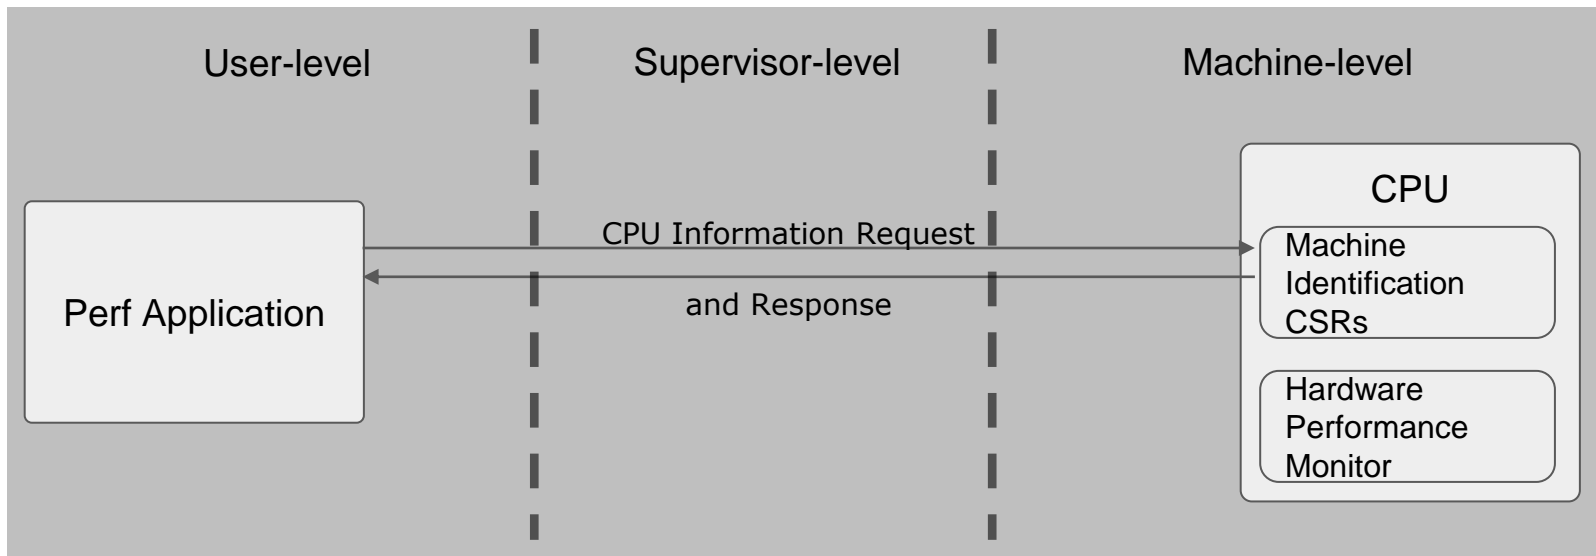 User-level
Supervisor-level
Machine-level
CPU
CPU Information Request
and Response
Perf Application
Machine
Identification
CSRs
Hardware
Performance
Monitor